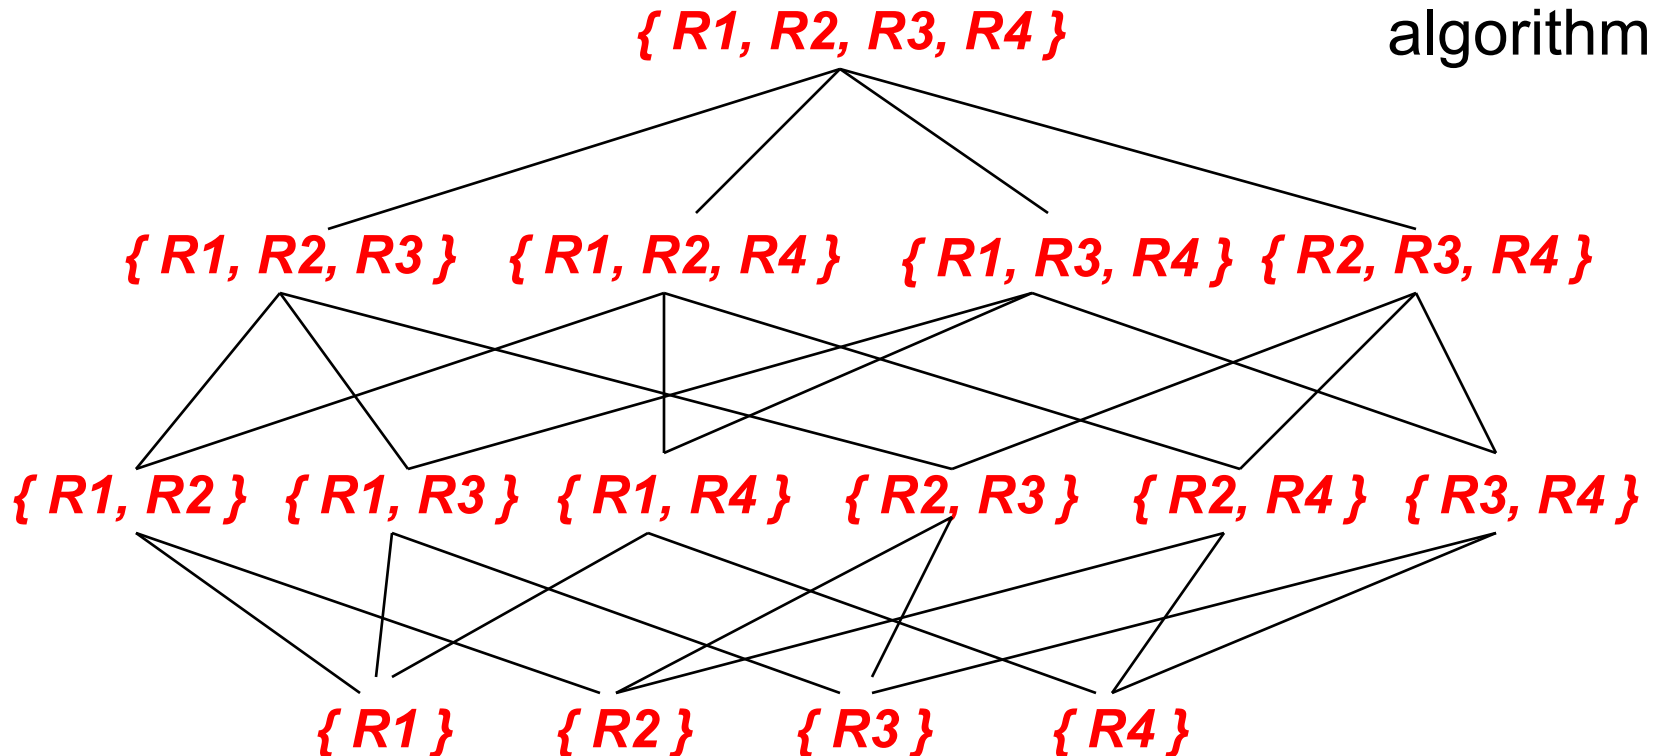 { R1, R2, R3, R4 }
algorithm
{ R1, R2, R3 } { R1, R2, R4 } { R1, R3, R4 } { R2, R3, R4 }
{ R1, R2 } { R1, R3 } { R1, R4 } { R2, R3 } { R2, R4 } { R3, R4 }
{ R1 } { R2 } { R3 } { R4 }